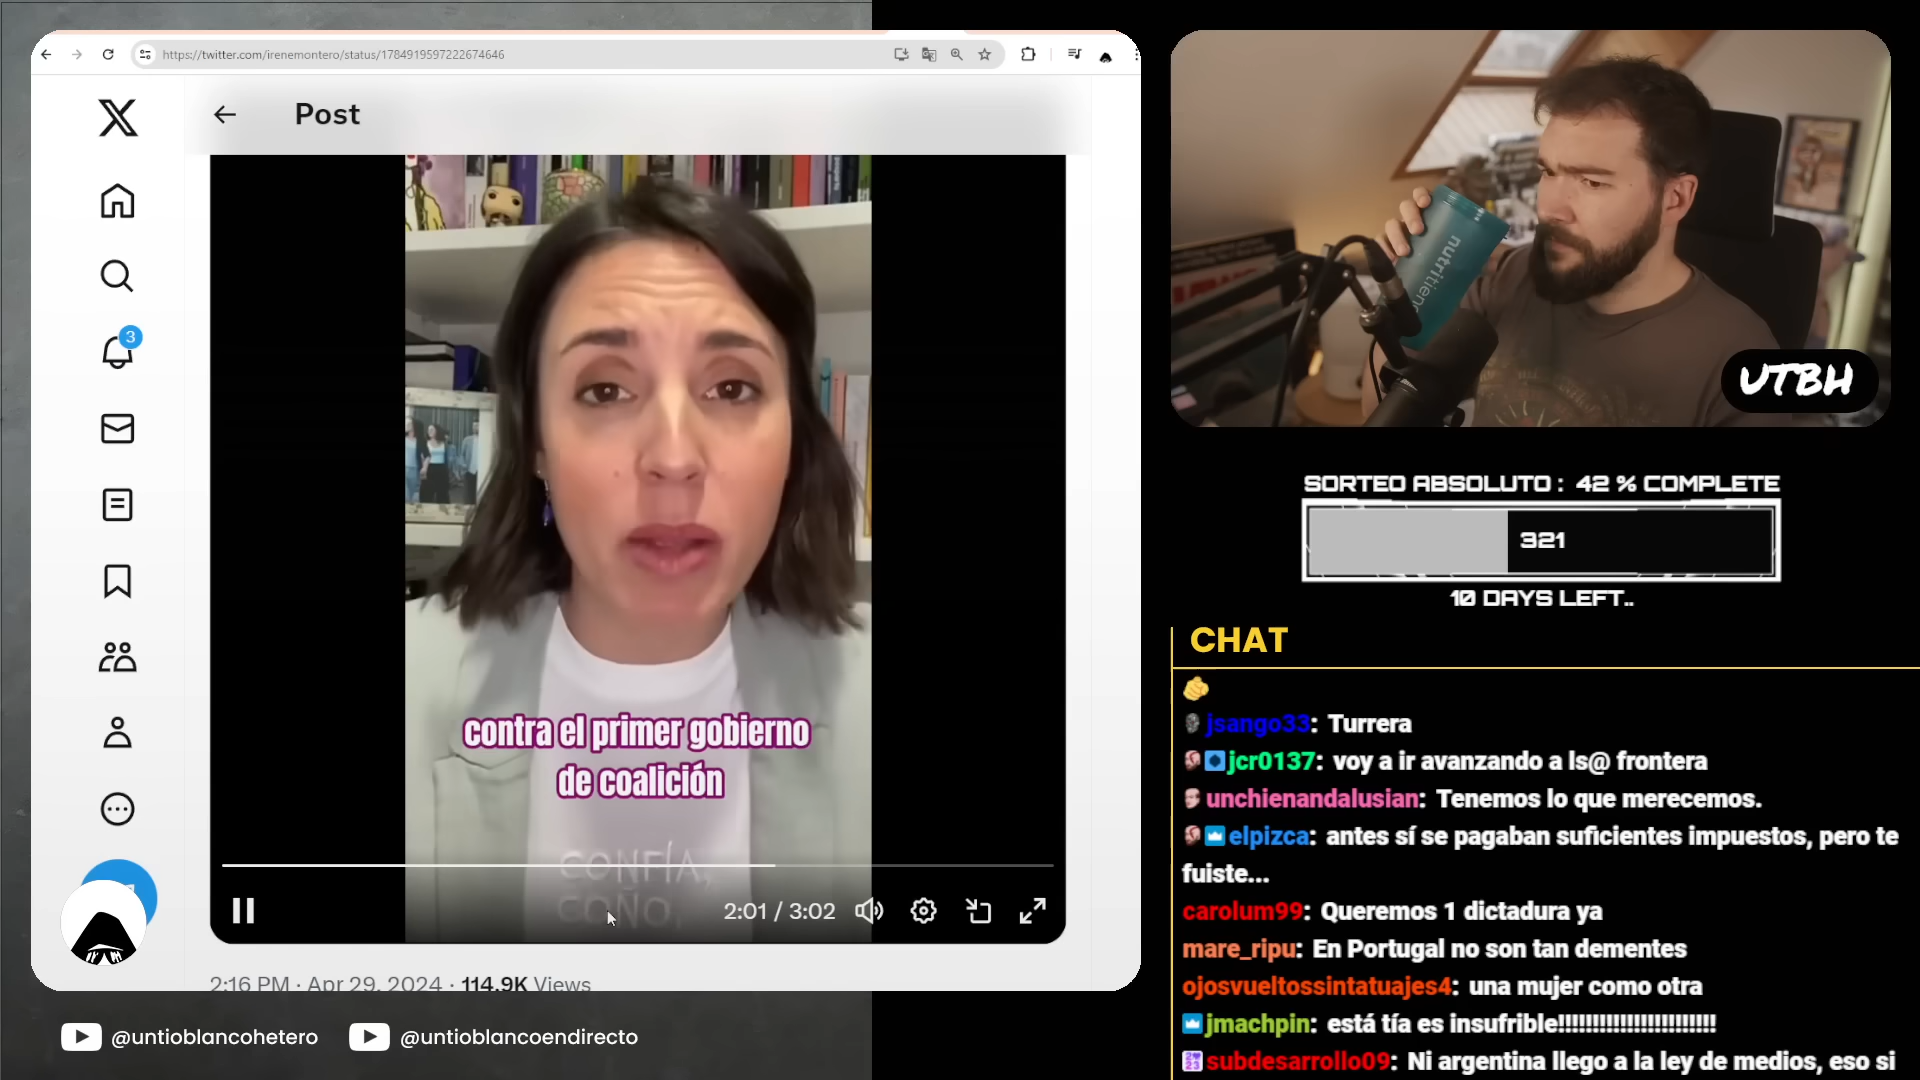 https://twitter.com/irenemontero/status/1784919597222674646
Post
3
contra el primer gobierno
de coalición
CONFÍA,
COÑO.
2:01 / 3:02
2:16 PM · Apr 29, 2024 · 114.9K Views
@untioblancohetero
@untioblancoendirecto
nutritienda
UTBH
SORTEO ABSOLUTO : 42 % COMPLETE
321
10 DAYS LEFT..
CHAT
jsango33: Turrera
jcr0137: voy a ir avanzando a ls@ frontera
unchienandalusian: Tenemos lo que merecemos.
elpizca: antes sí se pagaban suficientes impuestos, pero te
fuiste...
carolum99: Queremos 1 dictadura ya
mare_ripu: En Portugal no son tan dementes
ojosvueltossintatuajes4: una mujer como otra
jmachpin: está tía es insufrible!!!!!!!!!!!!!!!!!!!!!!!
subdesarrollo09: Ni argentina llego a la ley de medios, eso si